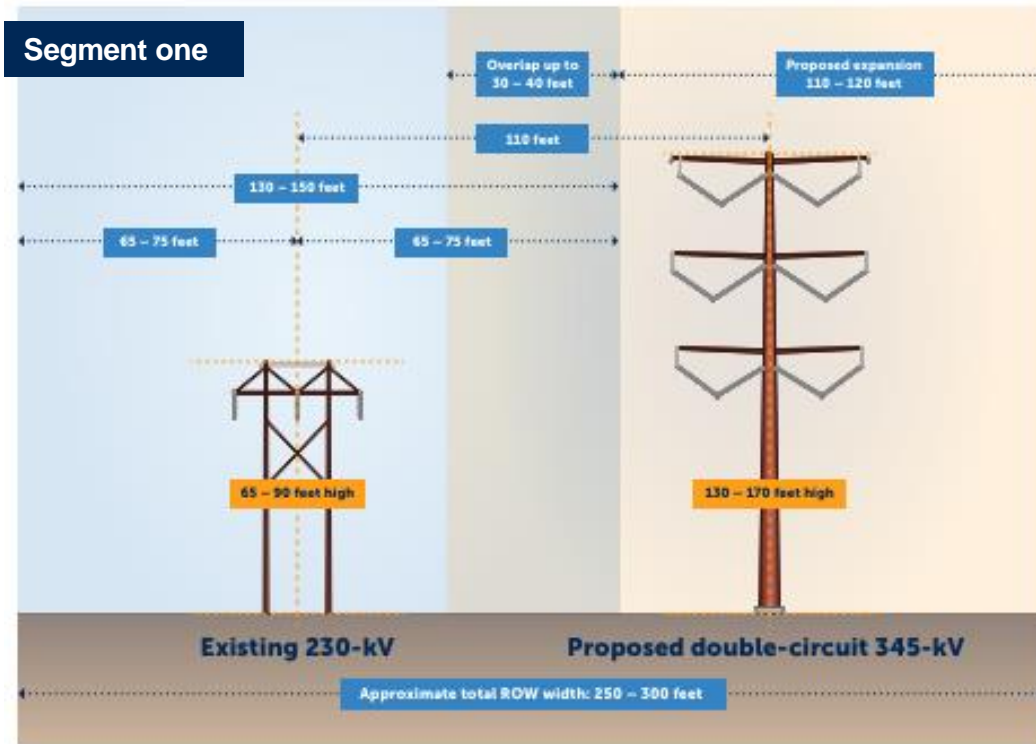 Segment one
Overlap up to
30 – 40 feet
Proposed expansion
110 – 120 feet
110 feet
130 – 150 feet
65 – 75 feet
65 – 75 feet
65 – 90 feet high
130 – 170 feet high
Existing 230-kV
Proposed double-circuit 345-kV
Approximate total ROW width: 250 – 300 feet